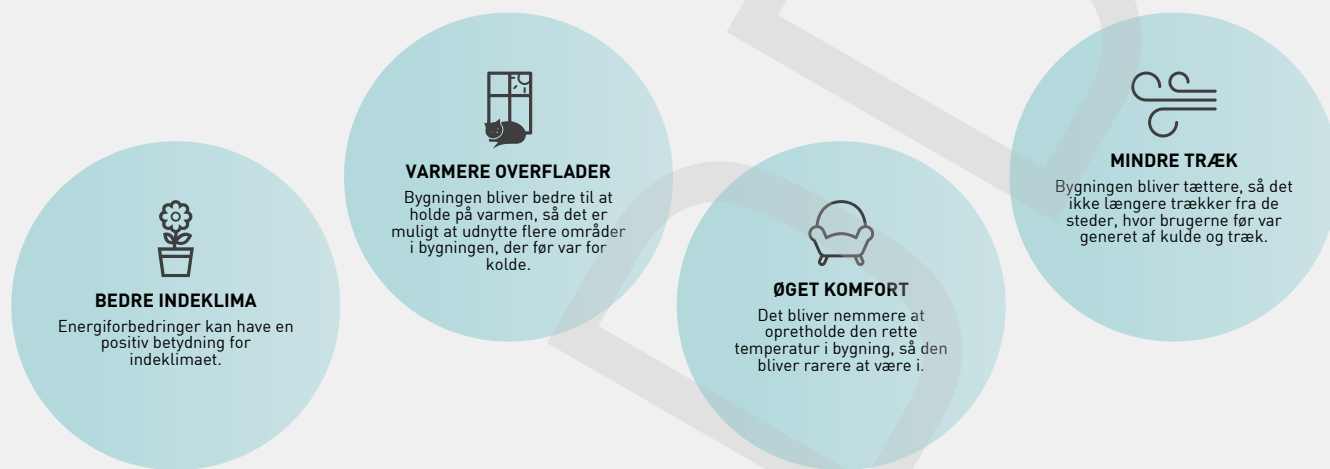 BEDRE INDEKLIMA
Energiforbedringer kan have en
positiv betydning for
indeklimaet.
VARMERE OVERFLADER
Bygningen bliver bedre til at
holde på varmen, så det er
muligt at udnytte flere områder
i bygningen, der før var for
kolde.
ØGET KOMFORT
Det bliver nemmere at
opretholde den rette
temperatur i bygning, så den
bliver rarere at være i.
MINDRE TRÆK
Bygningen bliver tættere, så det
ikke længere trækker fra de
steder, hvor brugerne før var
generet af kulde og træk.